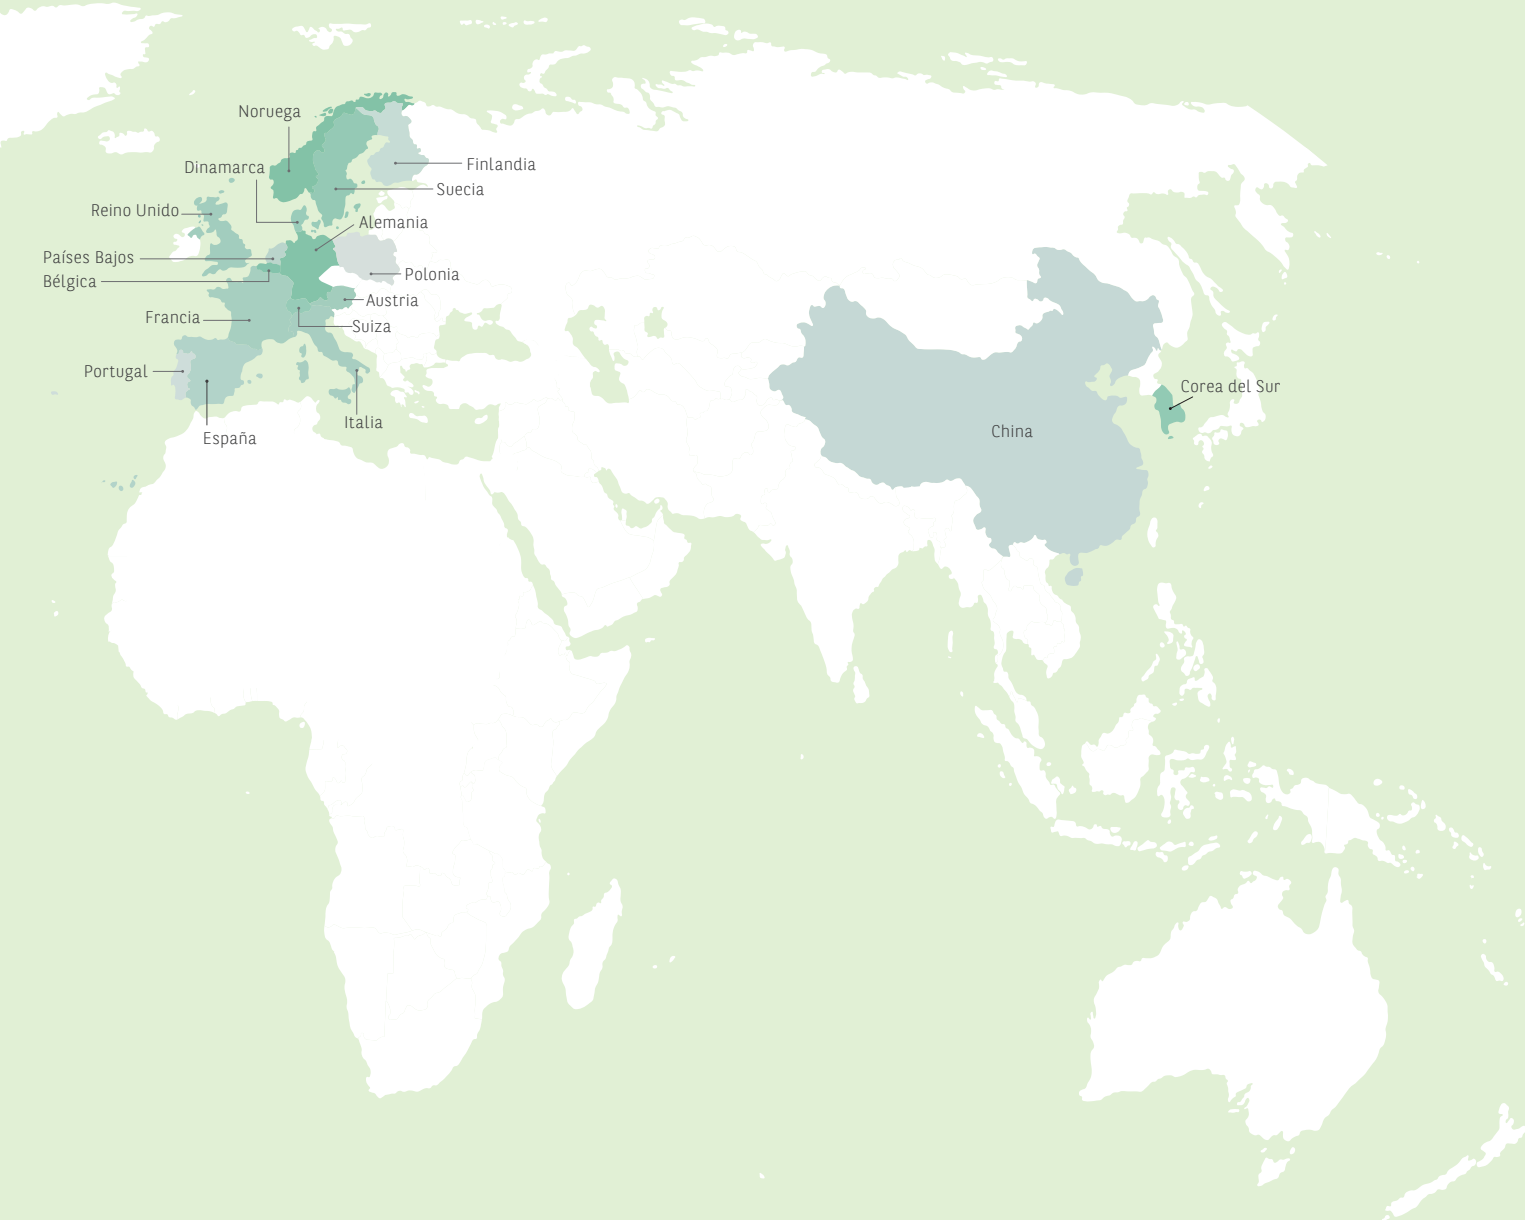 Noruega
Dinamarca
Finlandia
Suecia
Reino Unido
Alemania
Países Bajos
Polonia
Bélgica
Austria
Francia
Suiza
Portugal
Corea del Sur
Italia
China
España